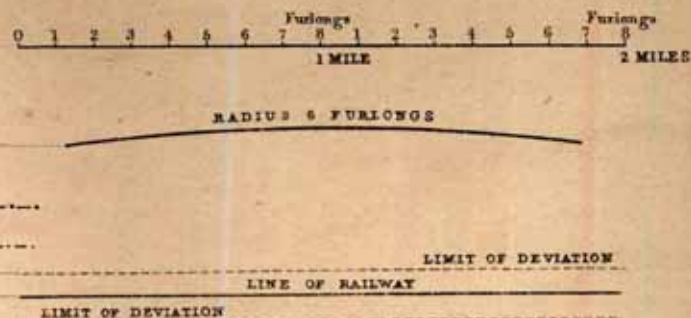 Furlongs Furlongs
0 1 2 3 4 5 6 7 8 1 2 3 4 5 6 7 8
1 MILE 2 MILES
RADIUS 6 FURLONGS
LIMIT OF DEVIATION
LINE OF RAILWAY
LIMIT OF DEVIATION